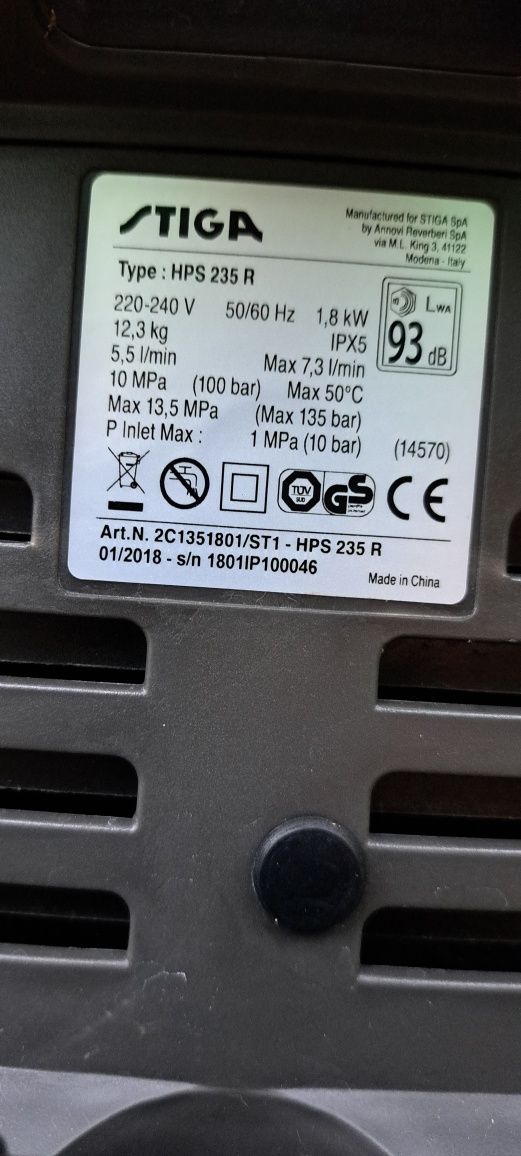 STIGA
Manufactured for STIGA SpA
by Annovi Reverberi SpA
via M.L. King 3, 41122
Modena - Italy
Type : HPS 235 R
220-240 V 50/60 Hz 1,8 kW
12,3 kg IPX5
5,5 l/min Max 7,3 l/min
10 MPa (100 bar) Max 50°C
Max 13,5 MPa (Max 135 bar)
P Inlet Max : 1 MPa (10 bar) (14570)
LWA
93 dB
TÜV
SÜD
GS
CE
Art.N. 2C1351801/ST1 - HPS 235 R
01/2018 - s/n 1801IP100046
Made in China